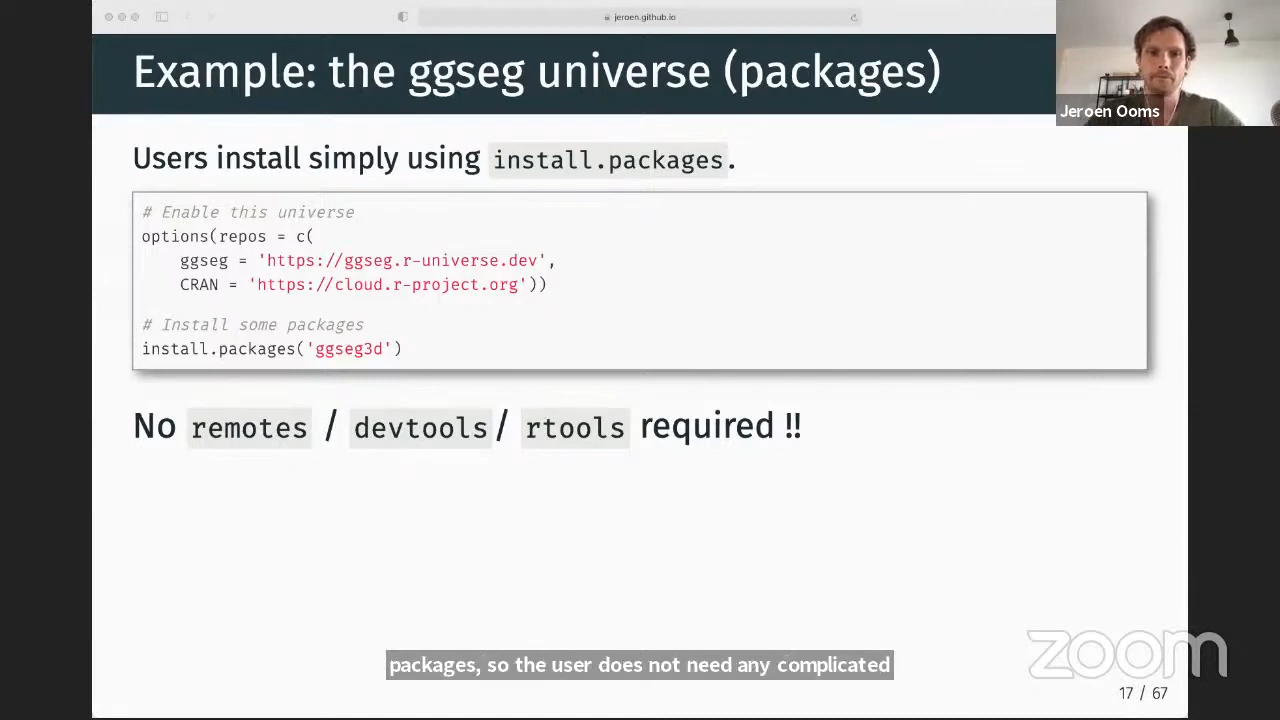 jeroen.github.io
Example: the ggseg universe (packages)
Jeroen Ooms
Users install simply using install.packages.
# Enable this universe
options(repos = c(
ggseg = 'https://ggseg.r-universe.dev',
CRAN = 'https://cloud.r-project.org'))
# Install some packages
install.packages('ggseg3d')
No remotes / devtools/ rtools required !!
packages, so the user does not need any complicated
zoom
17 / 67